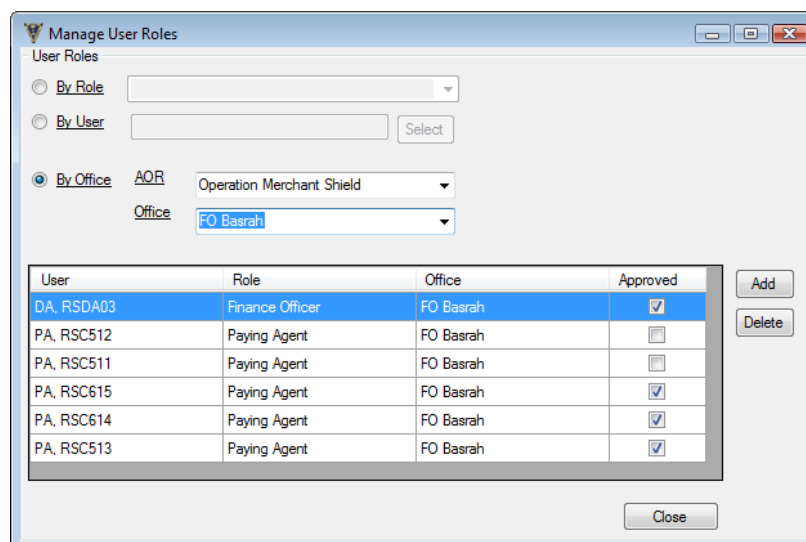 Manage User Roles
User Roles
By Role
By User Select
By Office AOR Operation Merchant Shield
Office FO Basrah
User Role Office Approved
DA, RSDA03 Finance Officer FO Basrah
PA, RSC512 Paying Agent FO Basrah
PA, RSC511 Paying Agent FO Basrah
PA, RSC615 Paying Agent FO Basrah
PA, RSC614 Paying Agent FO Basrah
PA, RSC513 Paying Agent FO Basrah
Add
Delete
Close